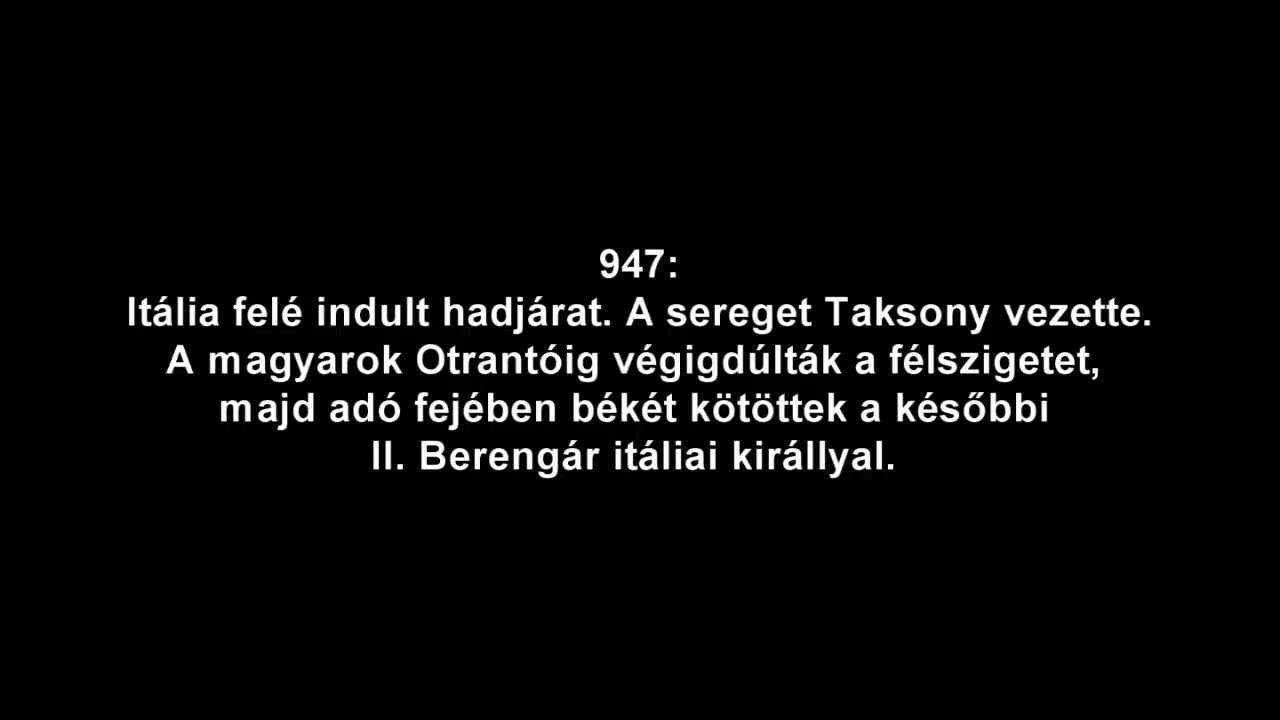 947:
Itália felé indult hadjárat. A sereget Taksony vezette.
A magyarok Otrantóig végigdúlták a félszigetet,
majd adó fejében békét kötöttek a későbbi
II. Berengár itáliai királlyal.